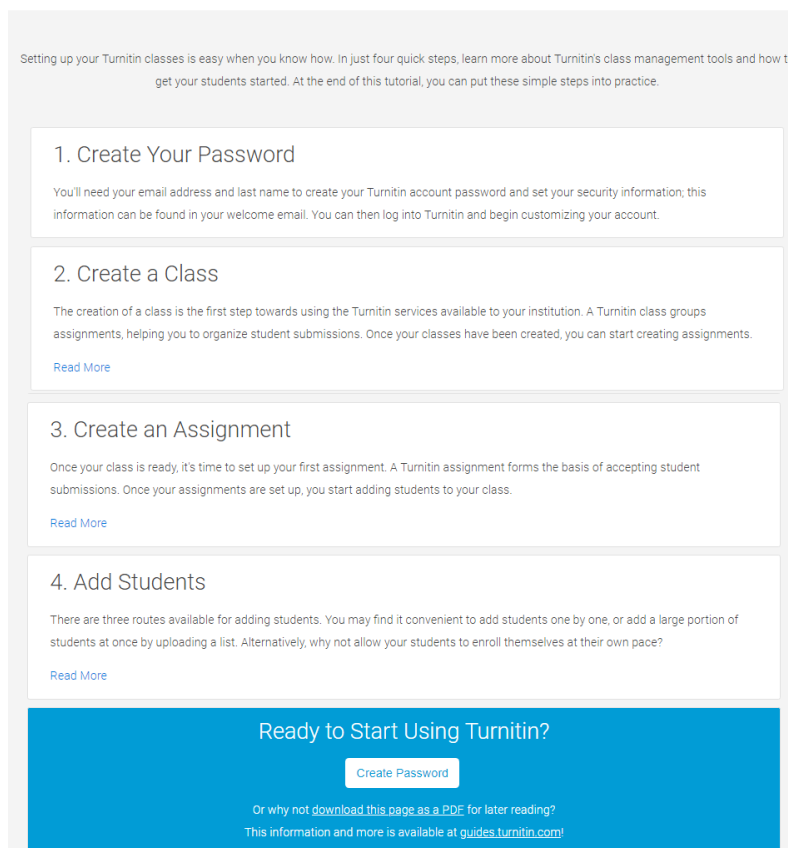 Setting up your Turnitin classes is easy when you know how. In just four quick steps, learn more about Turnitin's class management tools and how t
get your students started. At the end of this tutorial, you can put these simple steps into practice.
1. Create Your Password
You'll need your email address and last name to create your Turnitin account password and set your security information; this
information can be found in your welcome email. You can then log into Turnitin and begin customizing your account.
2. Create a Class
The creation of a class is the first step towards using the Turnitin services available to your institution. A Turnitin class groups
assignments, helping you to organize student submissions. Once your classes have been created, you can start creating assignments.
Read More
3. Create an Assignment
Once your class is ready, it's time to set up your first assignment. A Turnitin assignment forms the basis of accepting student
submissions. Once your assignments are set up, you start adding students to your class.
Read More
4. Add Students
There are three routes available for adding students. You may find it convenient to add students one by one, or add a large portion of
students at once by uploading a list. Alternatively, why not allow your students to enroll themselves at their own pace?
Read More
Ready to Start Using Turnitin?
Create Password
Or why not download this page as a PDF for later reading?
This information and more is available at guides.turnitin.com!